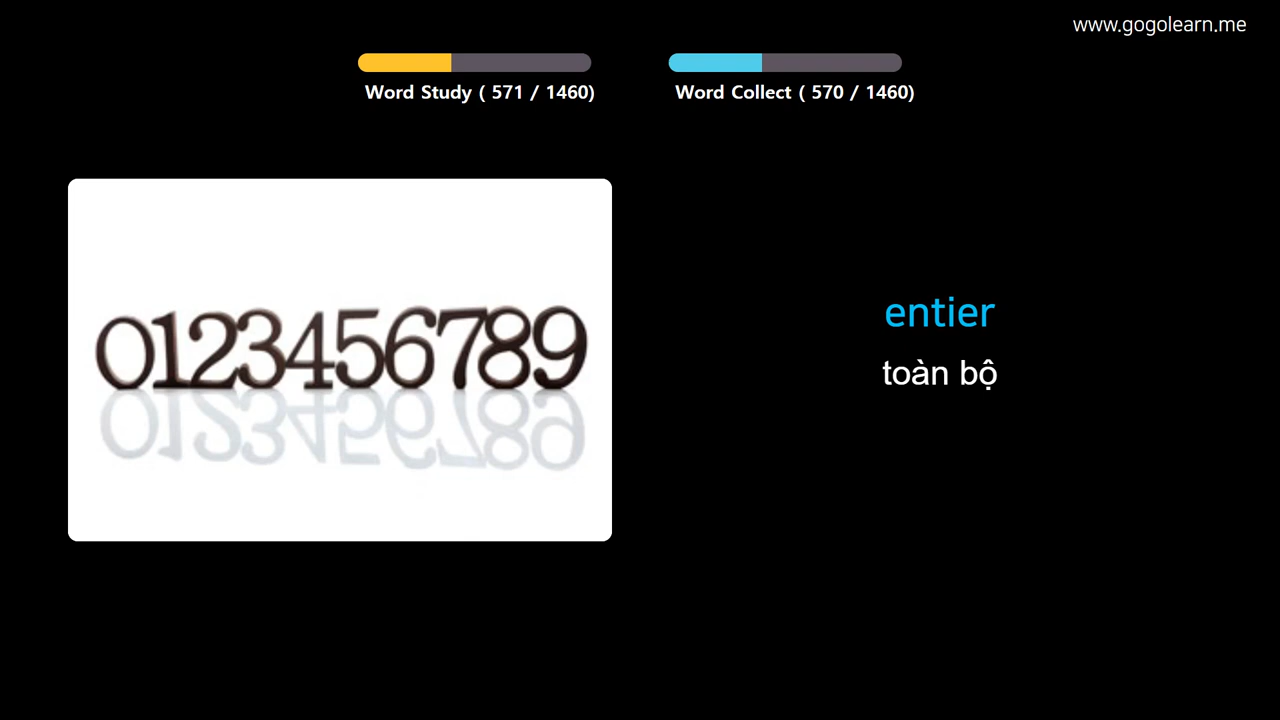 www.gogolearn.me
Word Study ( 571 / 1460)
Word Collect ( 570 / 1460)
0123456789
entier
toàn bộ